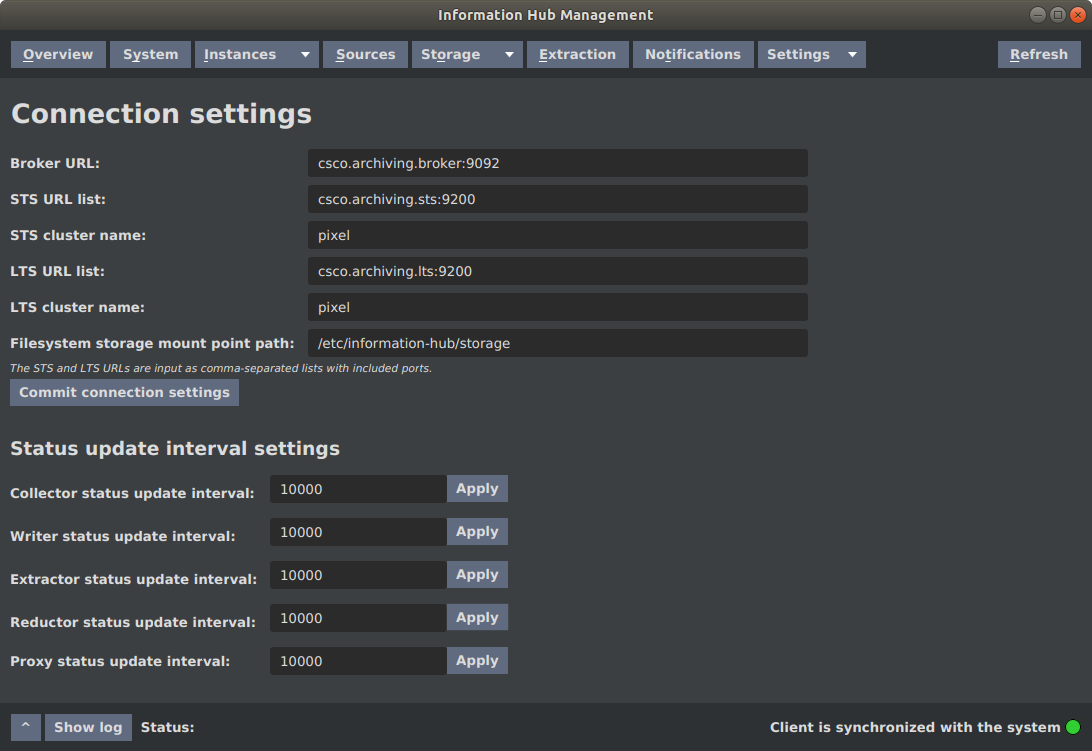 Information Hub Management
Overview System Instances Sources Storage Extraction Notifications Settings Refresh
Connection settings
Broker URL: csco.archiving.broker:9092
STS URL list: csco.archiving.sts:9200
STS cluster name: pixel
LTS URL list: csco.archiving.lts:9200
LTS cluster name: pixel
Filesystem storage mount point path: /etc/information-hub/storage
The STS and LTS URLs are input as comma-separated lists with included ports.
Commit connection settings
Status update interval settings
Collector status update interval: 10000 Apply
Writer status update interval: 10000 Apply
Extractor status update interval: 10000 Apply
Reductor status update interval: 10000 Apply
Proxy status update interval: 10000 Apply
^ Show log Status: Client is synchronized with the system